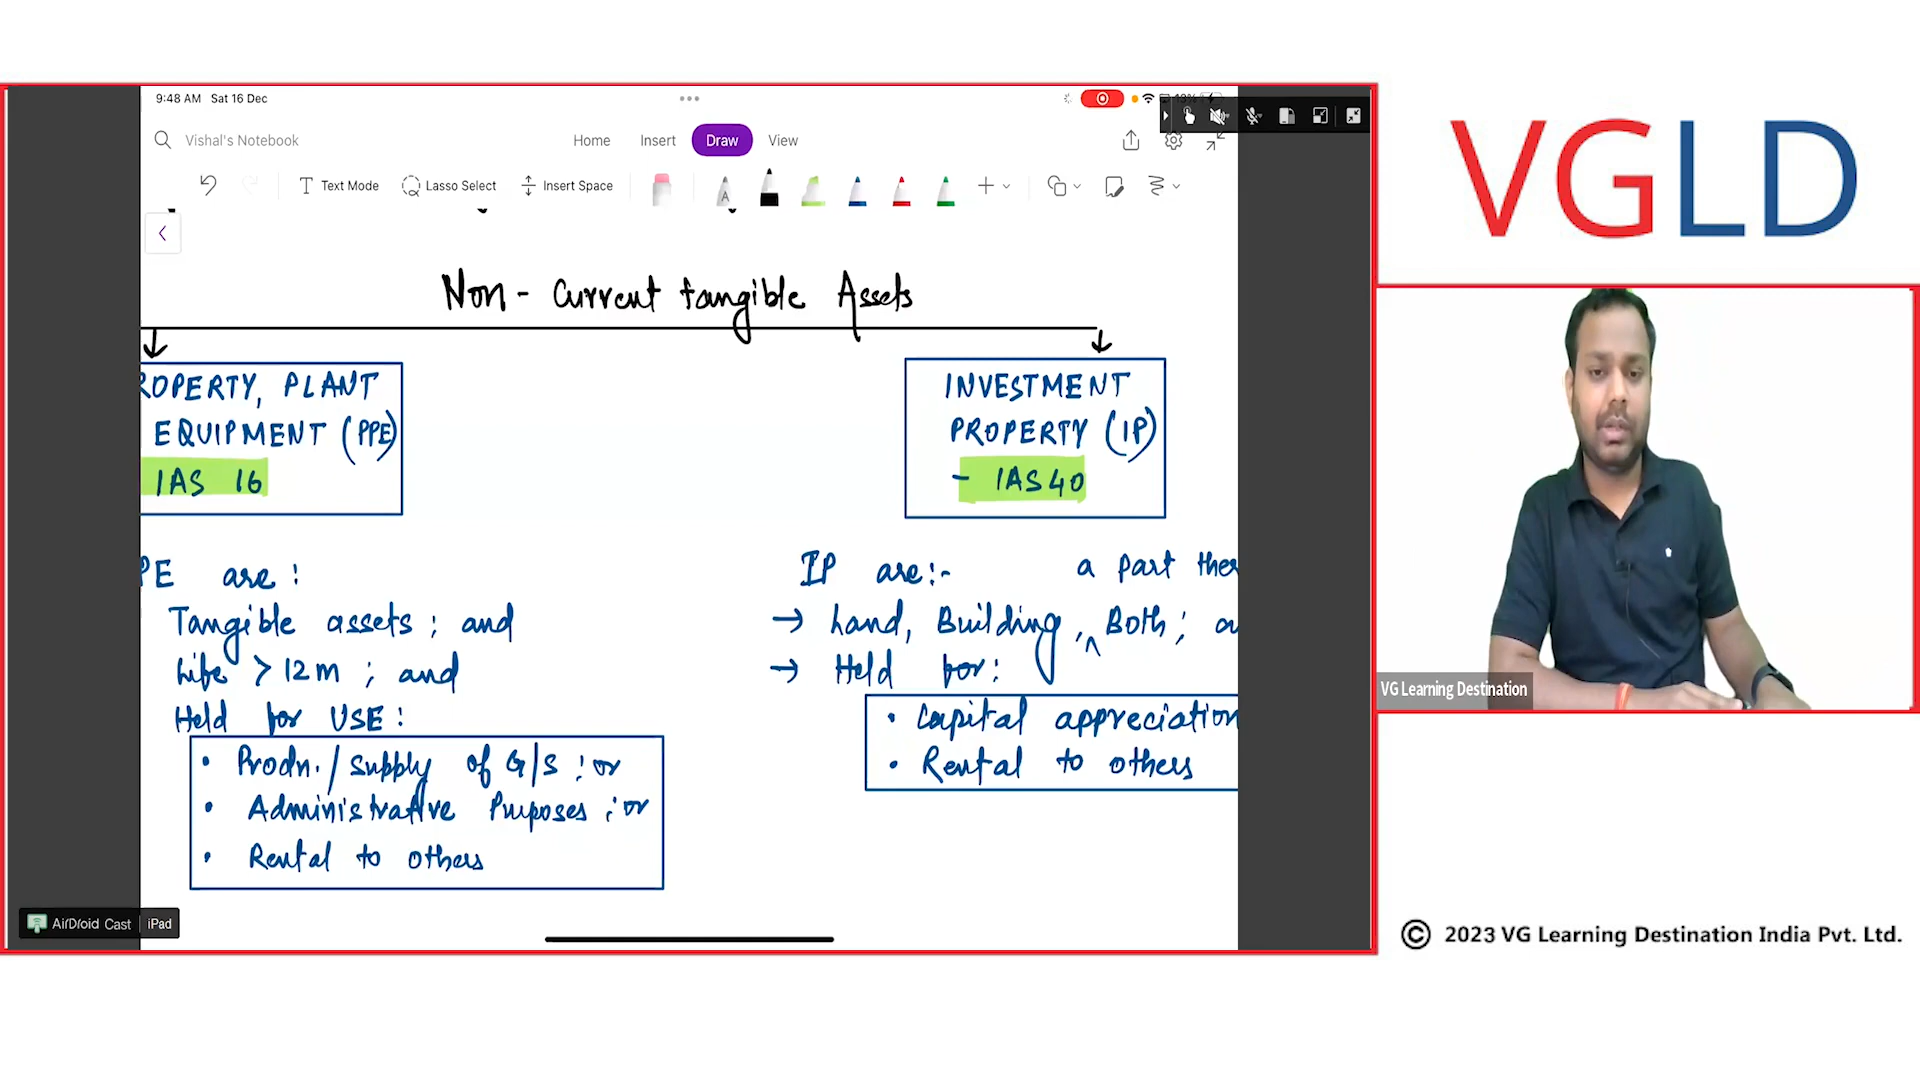 9:48 AM Sat 16 Dec
13%
Vishal's Notebook
Home Insert Draw View
Text Mode Lasso Select Insert Space
Non - Current tangible Assets
ROPERTY, PLANT
EQUIPMENT (PPE)
IAS 16
INVESTMENT
PROPERTY (IP)
- IAS 40
PE are :
Tangible assets ; and
Life > 12m ; and
Held for USE :
• Prodn. / supply of G/S ; or
• Administrative Purposes ; or
• Rental to others
IP are :- a part ther
→ Land, Building, ^ Both ;
→ Held for :
• Capital appreciation
• Rental to others
AirDroid Cast iPad
VGLD
VG Learning Destination
© 2023 VG Learning Destination India Pvt. Ltd.